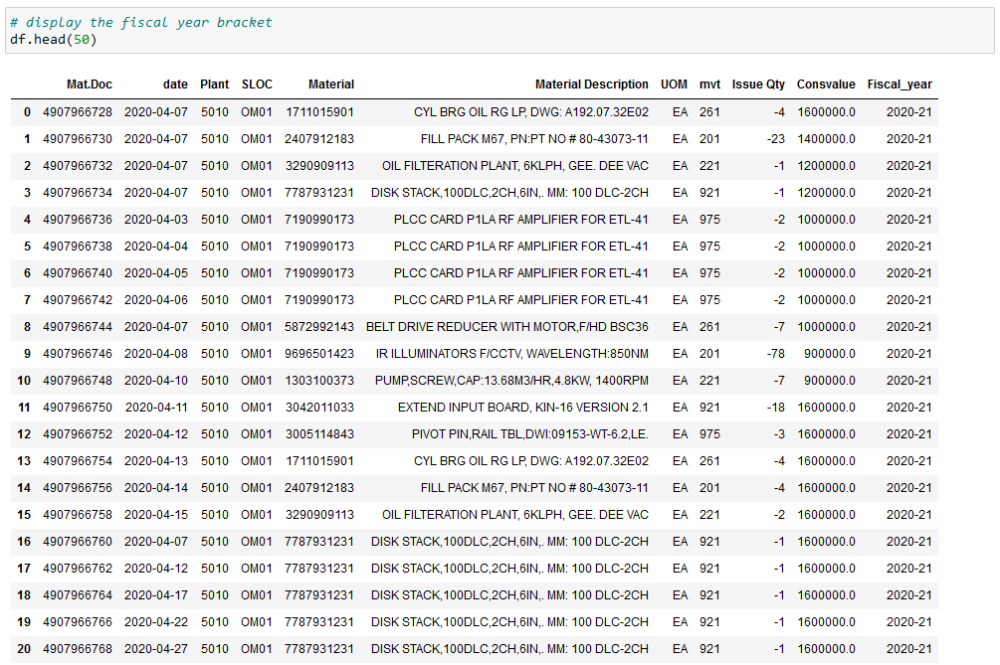 # display the fiscal year bracket
df.head(50)
Mat.Doc date Plant SLOC Material Material Description UOM mvt Issue Qty Consvalue Fiscal_year
0 4907966728 2020-04-07 5010 OM01 1711015901 CYL BRG OIL RG LP, DWG: A192.07.32E02 EA 261 -4 1600000.0 2020-21
1 4907966730 2020-04-07 5010 OM01 2407912183 FILL PACK M67, PN:PT NO # 80-43073-11 EA 201 -23 1400000.0 2020-21
2 4907966732 2020-04-07 5010 OM01 3290909113 OIL FILTERATION PLANT, 6KLPH, GEE. DEE VAC EA 221 -1 1200000.0 2020-21
3 4907966734 2020-04-07 5010 OM01 7787931231 DISK STACK,100DLC,2CH,6IN,. MM: 100 DLC-2CH EA 921 -1 1200000.0 2020-21
4 4907966736 2020-04-03 5010 OM01 7190990173 PLCC CARD P1LA RF AMPLIFIER FOR ETL-41 EA 975 -2 1000000.0 2020-21
5 4907966738 2020-04-04 5010 OM01 7190990173 PLCC CARD P1LA RF AMPLIFIER FOR ETL-41 EA 975 -2 1000000.0 2020-21
6 4907966740 2020-04-05 5010 OM01 7190990173 PLCC CARD P1LA RF AMPLIFIER FOR ETL-41 EA 975 -2 1000000.0 2020-21
7 4907966742 2020-04-06 5010 OM01 7190990173 PLCC CARD P1LA RF AMPLIFIER FOR ETL-41 EA 975 -2 1000000.0 2020-21
8 4907966744 2020-04-07 5010 OM01 5872992143 BELT DRIVE REDUCER WITH MOTOR,F/HD BSC36 EA 261 -7 1000000.0 2020-21
9 4907966746 2020-04-08 5010 OM01 9696501423 IR ILLUMINATORS F/CCTV, WAVELENGTH:850NM EA 201 -78 900000.0 2020-21
10 4907966748 2020-04-10 5010 OM01 1303100373 PUMP,SCREW,CAP:13.68M3/HR,4.8KW, 1400RPM EA 221 -7 900000.0 2020-21
11 4907966750 2020-04-11 5010 OM01 3042011033 EXTEND INPUT BOARD, KIN-16 VERSION 2.1 EA 921 -18 1600000.0 2020-21
12 4907966752 2020-04-12 5010 OM01 3005114843 PIVOT PIN,RAIL TBL,DWI:09153-WT-6.2,LE. EA 975 -3 1600000.0 2020-21
13 4907966754 2020-04-13 5010 OM01 1711015901 CYL BRG OIL RG LP, DWG: A192.07.32E02 EA 261 -4 1600000.0 2020-21
14 4907966756 2020-04-14 5010 OM01 2407912183 FILL PACK M67, PN:PT NO # 80-43073-11 EA 201 -4 1600000.0 2020-21
15 4907966758 2020-04-15 5010 OM01 3290909113 OIL FILTERATION PLANT, 6KLPH, GEE. DEE VAC EA 221 -2 1600000.0 2020-21
16 4907966760 2020-04-07 5010 OM01 7787931231 DISK STACK,100DLC,2CH,6IN,. MM: 100 DLC-2CH EA 921 -1 1600000.0 2020-21
17 4907966762 2020-04-12 5010 OM01 7787931231 DISK STACK,100DLC,2CH,6IN,. MM: 100 DLC-2CH EA 921 -1 1600000.0 2020-21
18 4907966764 2020-04-17 5010 OM01 7787931231 DISK STACK,100DLC,2CH,6IN,. MM: 100 DLC-2CH EA 921 -1 1600000.0 2020-21
19 4907966766 2020-04-22 5010 OM01 7787931231 DISK STACK,100DLC,2CH,6IN,. MM: 100 DLC-2CH EA 921 -1 1600000.0 2020-21
20 4907966768 2020-04-27 5010 OM01 7787931231 DISK STACK,100DLC,2CH,6IN,. MM: 100 DLC-2CH EA 921 -1 1600000.0 2020-21